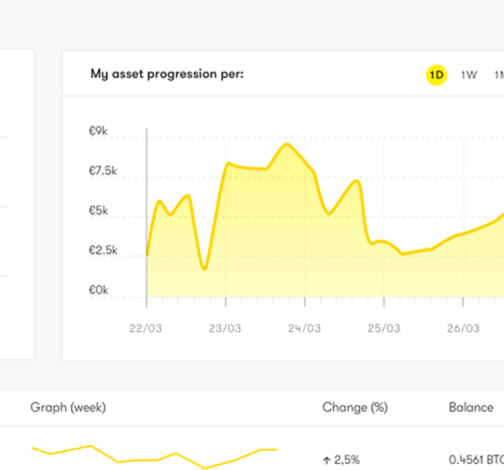 My asset progression per:
1D 1W
€9k
€7.5k
€5k
€2.5k
€0k
22/03 23/03 24/03 25/03 26/03
Graph (week) Change (%) Balance
↑ 2,5% 0.4561 BTC